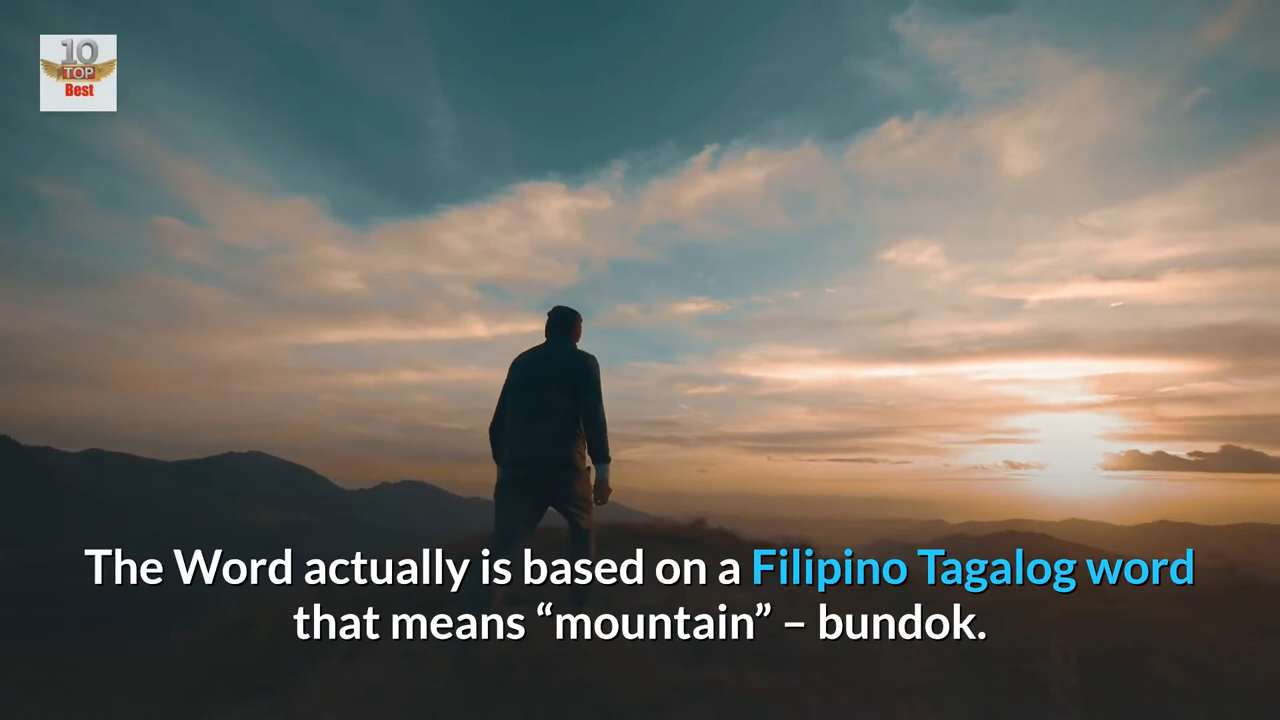 10
TOP
Best
The Word actually is based on a Filipino Tagalog word
that means “mountain” – bundok.